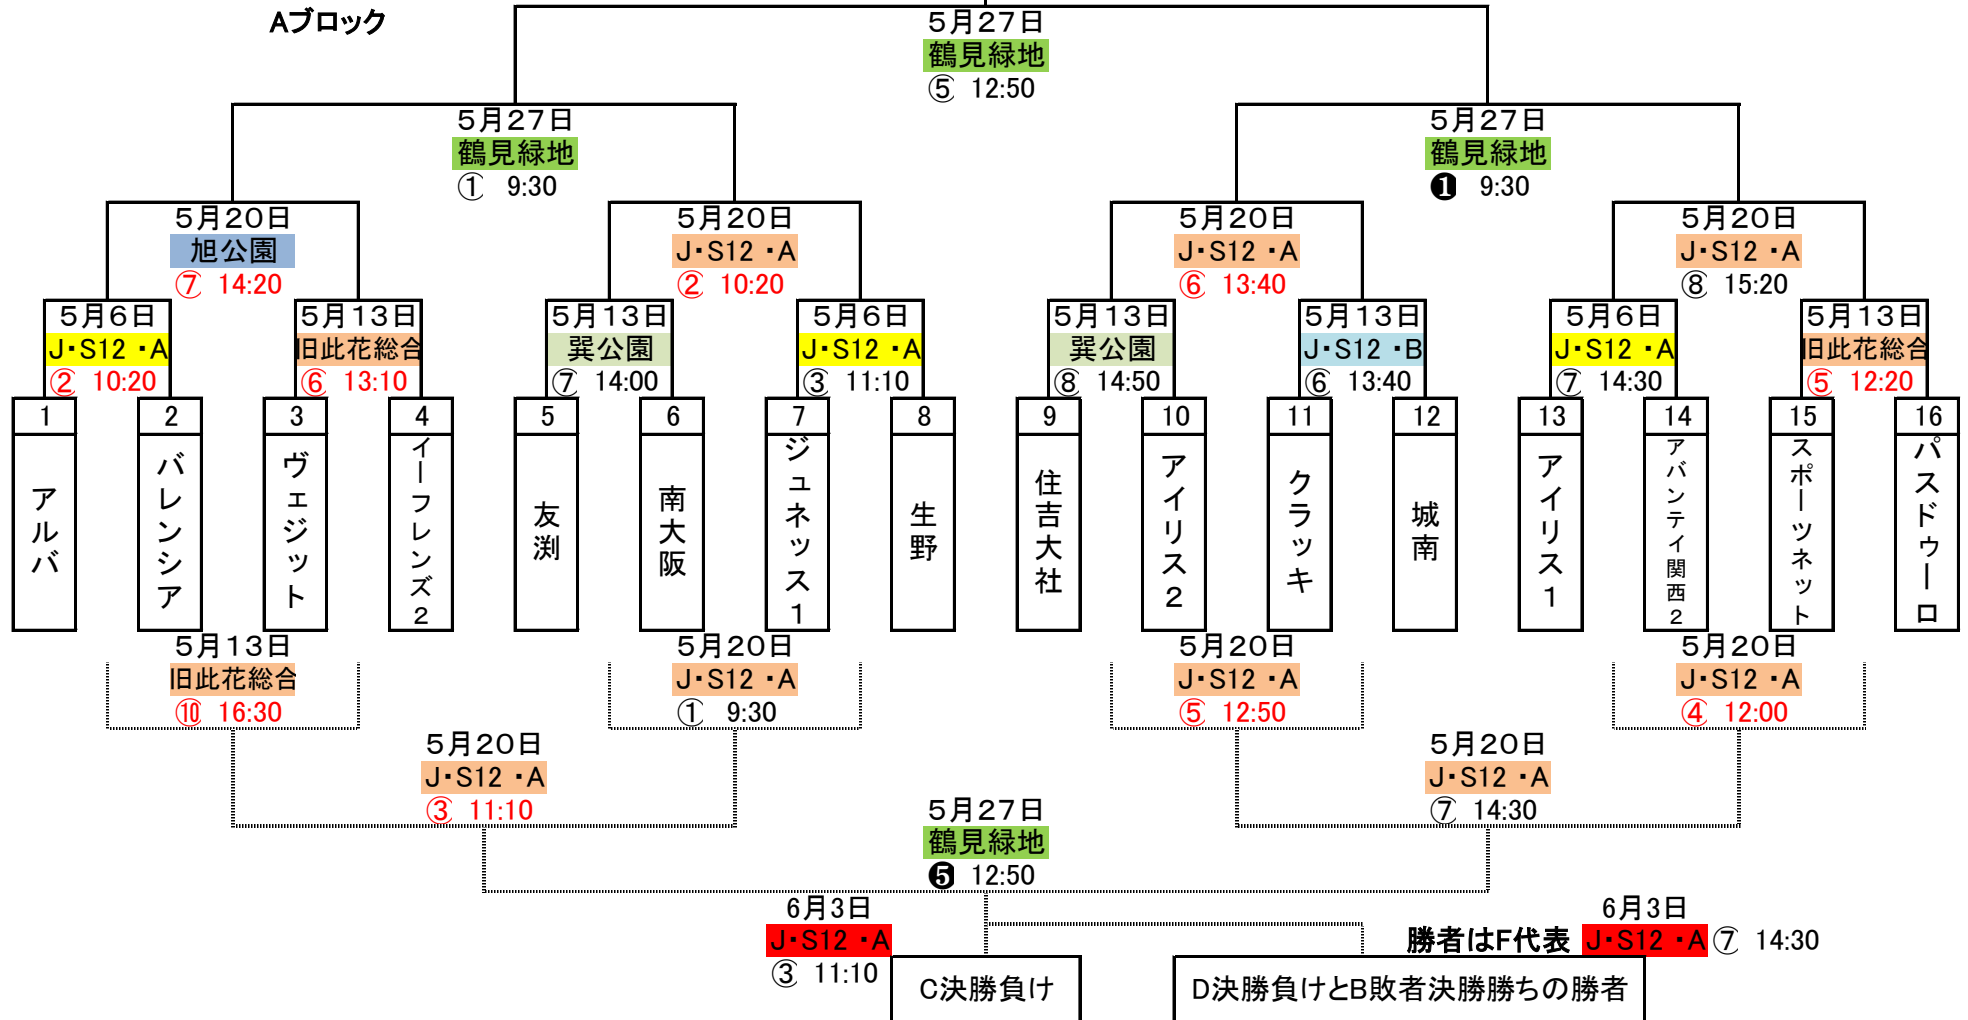 Aブロック
5月27日
鶴見緑地
⑤ 12:50
5月27日
鶴見緑地
① 9:30
5月27日
鶴見緑地
❶ 9:30
5月20日
旭公園
⑦ 14:20
5月20日
J・S12 ・A
② 10:20
5月20日
J・S12 ・A
⑥ 13:40
5月20日
J・S12 ・A
⑧ 15:20
5月6日
J・S12 ・A
② 10:20
5月13日
旧此花総合
⑥ 13:10
5月13日
巽公園
⑦ 14:00
5月6日
J・S12 ・A
③ 11:10
5月13日
巽公園
⑧ 14:50
5月13日
J・S12 ・B
⑥ 13:40
5月6日
J・S12 ・A
⑦ 14:30
5月13日
旧此花総合
⑤ 12:20
1
アルバ
2
バレンシア
3
ヴェジット
4
イーフレンズ2
5
友渕
6
南大阪
7
ジュネッス1
8
生野
9
住吉大社
10
アイリス2
11
クラッキ
12
城南
13
アイリス1
14
アバンテイ関西2
15
スポーツネット
16
パスドゥーロ
5月13日
旧此花総合
⑩ 16:30
5月20日
J・S12 ・A
① 9:30
5月20日
J・S12 ・A
⑤ 12:50
5月20日
J・S12 ・A
④ 12:00
5月20日
J・S12 ・A
③ 11:10
5月20日
J・S12 ・A
⑦ 14:30
5月27日
鶴見緑地
❺ 12:50
6月3日
J・S12 ・A
③ 11:10
6月3日
勝者はF代表 J・S12 ・A ⑦ 14:30
C決勝負け
D決勝負けとB敗者決勝勝ちの勝者